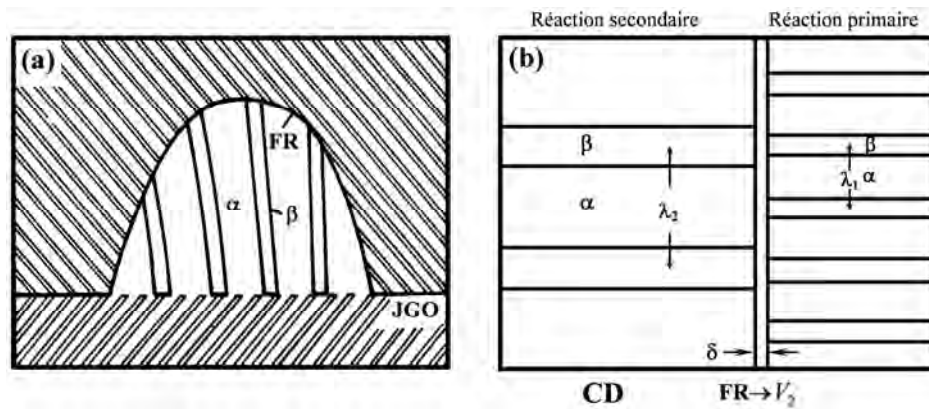 Réaction secondaire
Réaction primaire
(a)
FR
α
β
JGO
(b)
β
α
λ₂
β
λ₁ α
δ
CD
FR→V₂